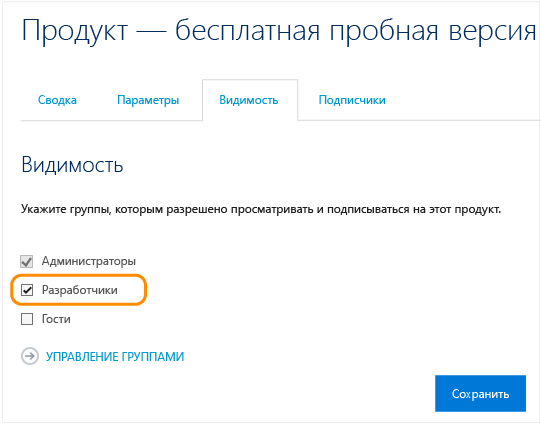 Продукт — бесплатная пробная версия
Сводка Параметры Видимость Подписчики
Видимость
Укажите группы, которым разрешено просматривать и подписываться на этот продукт.
Администраторы
Разработчики
Гости
УПРАВЛЕНИЕ ГРУППАМИ
Сохранить